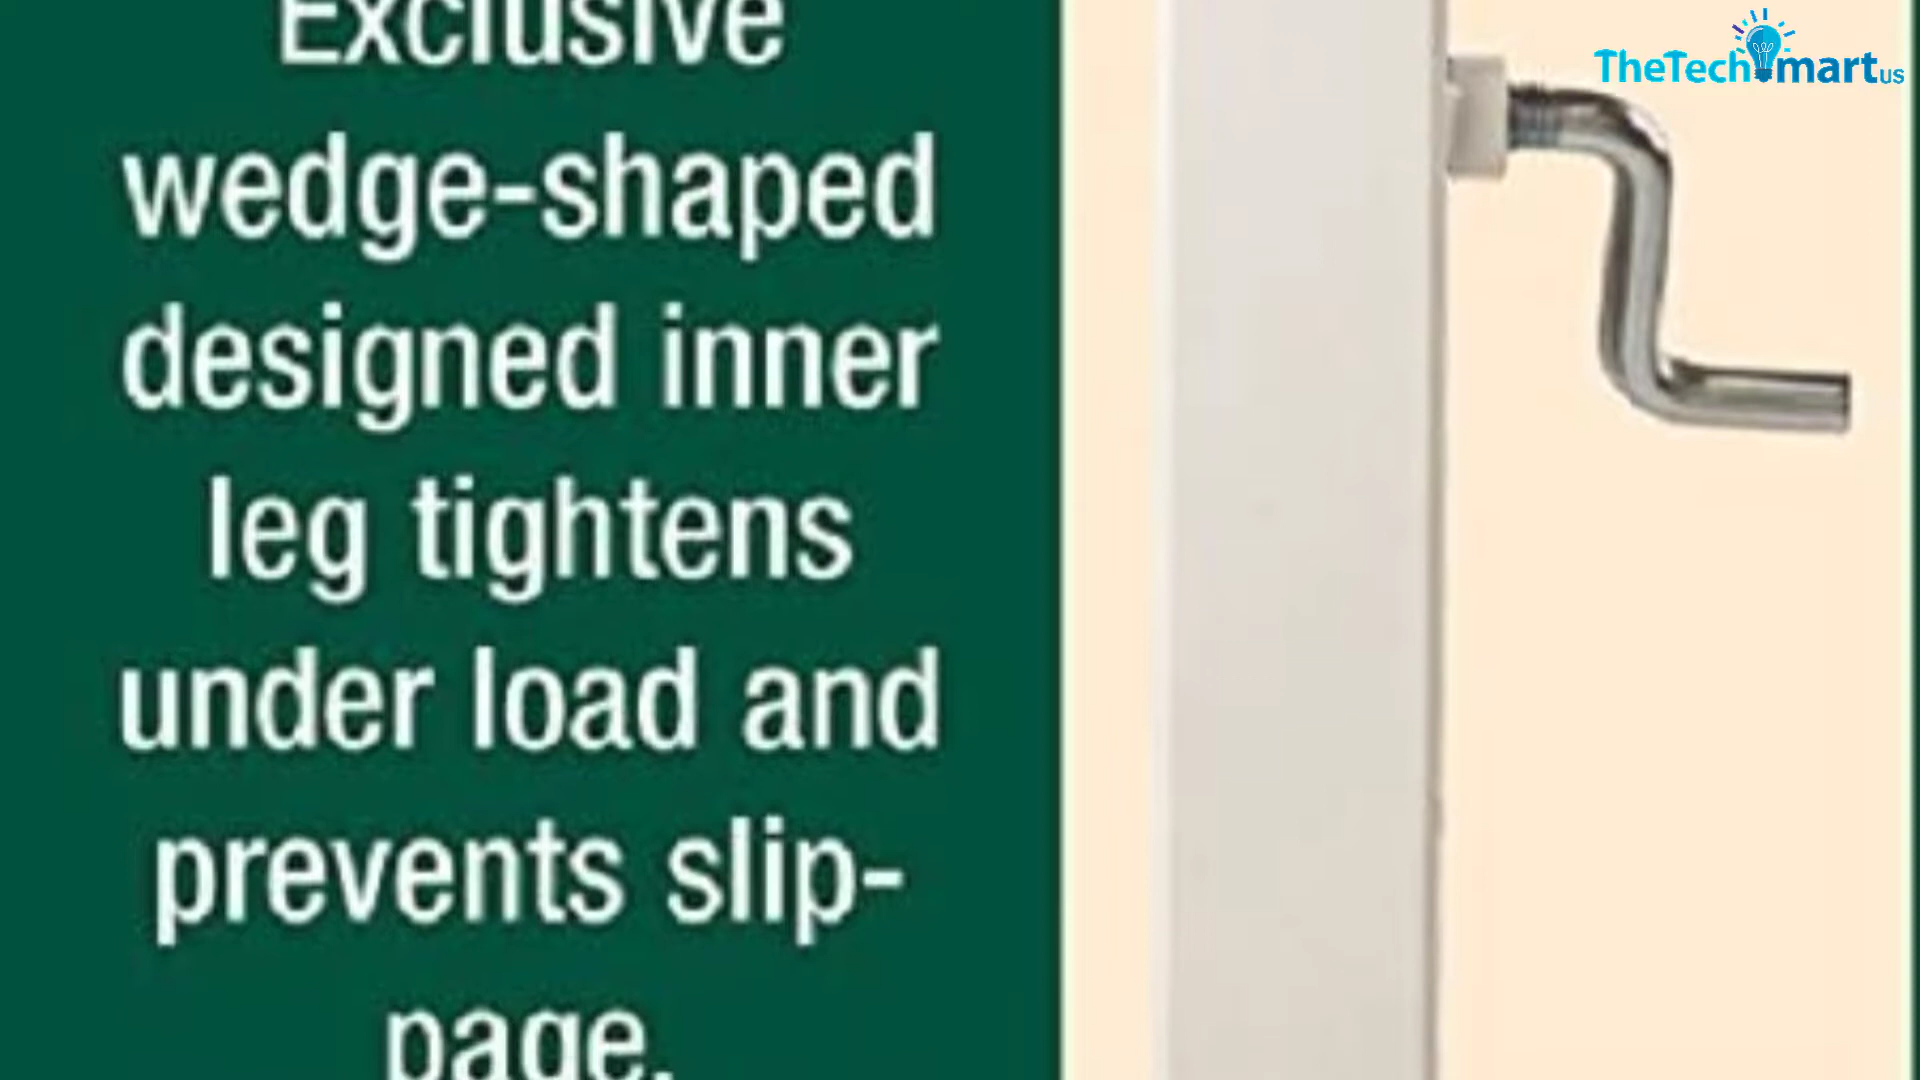 Exclusive
wedge-shaped
designed inner
leg tightens
under load and
prevents slip-
page.
TheTechmart us